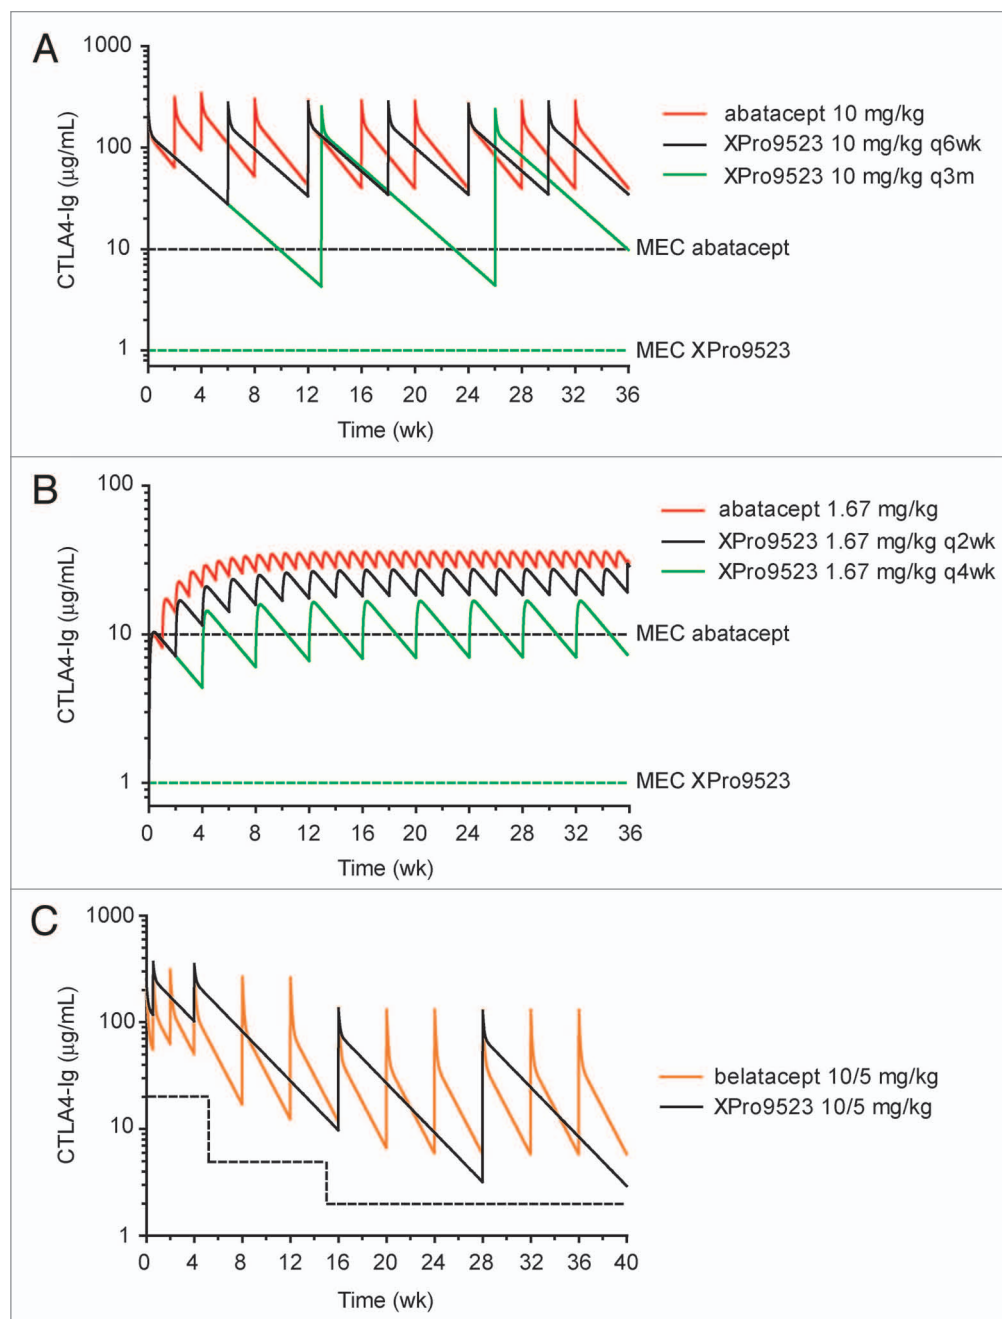 A
1000
100
10
1
CTLA4-Ig (µg/mL)
abatacept 10 mg/kg
XPro9523 10 mg/kg q6wk
XPro9523 10 mg/kg q3m
MEC abatacept
MEC XPro9523
0 4 8 12 16 20 24 28 32 36
Time (wk)
B
100
10
1
CTLA4-Ig (µg/mL)
abatacept 1.67 mg/kg
XPro9523 1.67 mg/kg q2wk
XPro9523 1.67 mg/kg q4wk
MEC abatacept
MEC XPro9523
0 4 8 12 16 20 24 28 32 36
Time (wk)
C
1000
100
10
1
CTLA4-Ig (µg/mL)
belatacept 10/5 mg/kg
XPro9523 10/5 mg/kg
0 4 8 12 16 20 24 28 32 36 40
Time (wk)